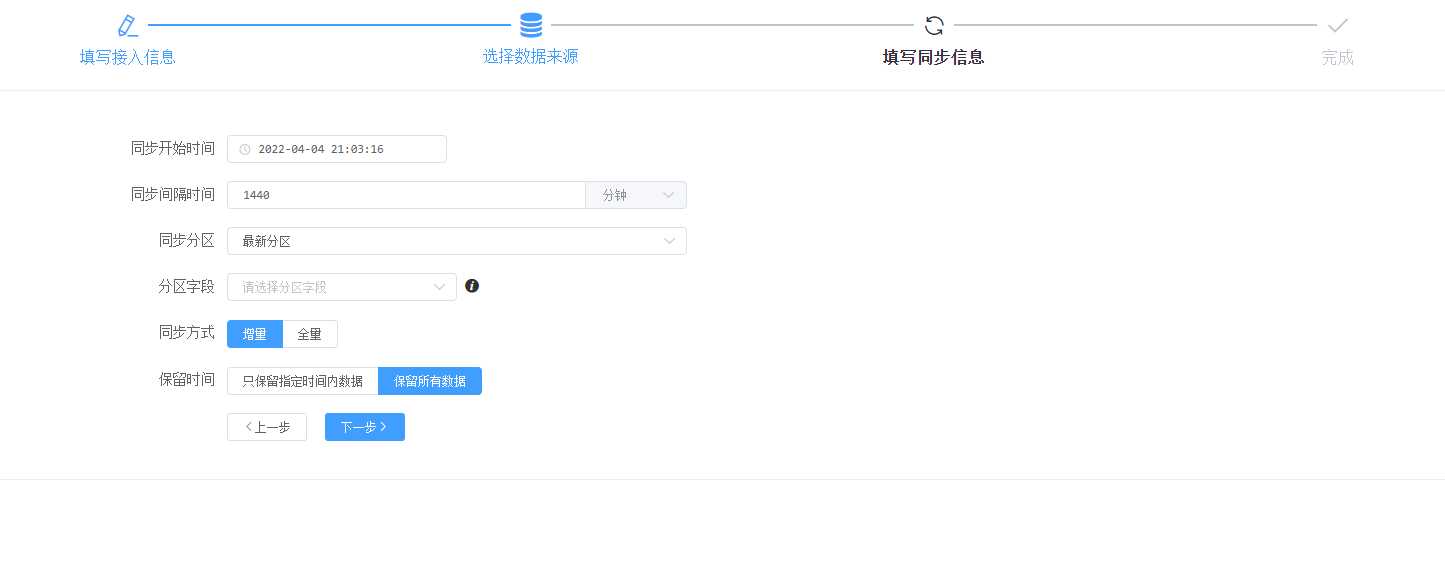 填写接入信息
选择数据来源
填写同步信息
完成
同步开始时间 2022-04-04 21:03:16
同步间隔时间 1440 分钟
同步分区 最新分区
分区字段 请选择分区字段
同步方式 增量 全量
保留时间 只保留指定时间内数据 保留所有数据
上一步 下一步